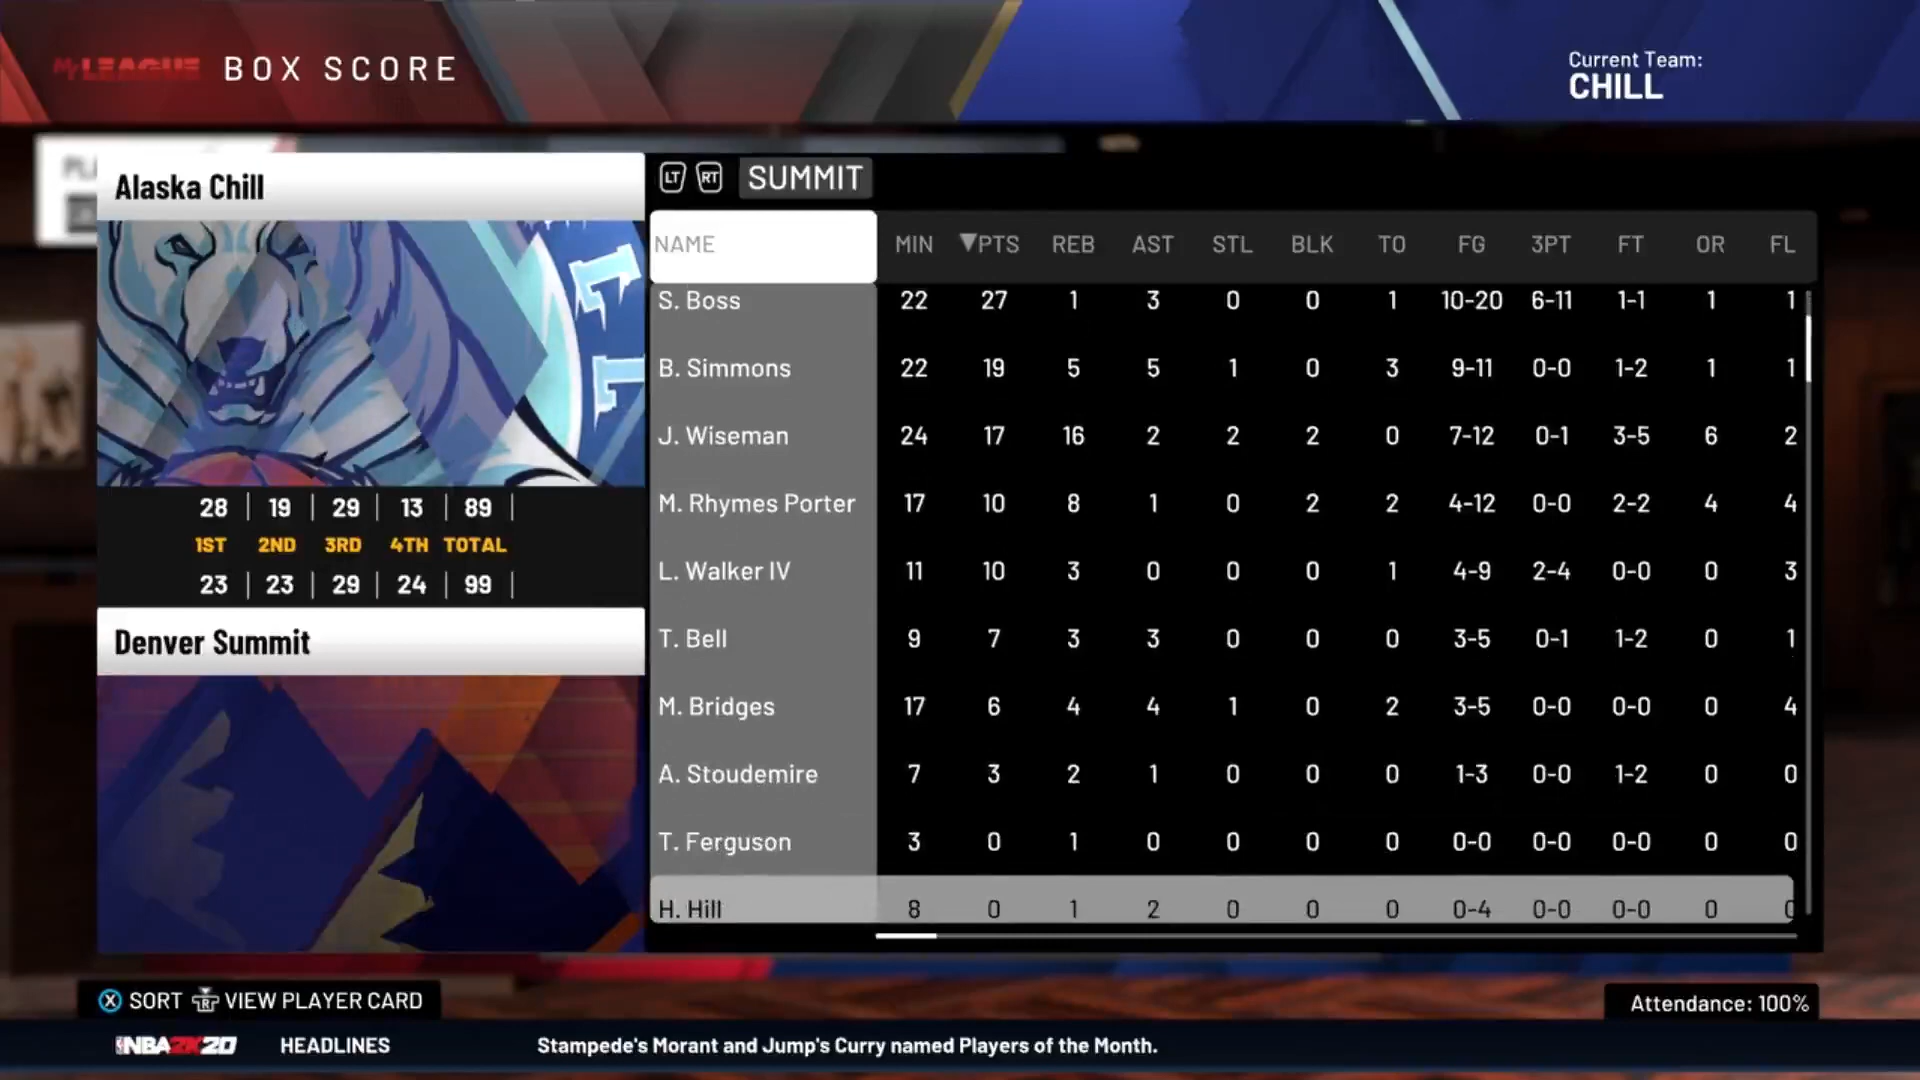 MyLEAGUE BOX SCORE
Current Team:
CHILL
Alaska Chill
28 | 19 | 29 | 13 | 89 |
1ST 2ND 3RD 4TH TOTAL
23 | 23 | 29 | 24 | 99 |
Denver Summit
LT RT SUMMIT
NAME MIN ▼PTS REB AST STL BLK TO FG 3PT FT OR FL
S. Boss 22 27 1 3 0 0 1 10-20 6-11 1-1 1 1
B. Simmons 22 19 5 5 1 0 3 9-11 0-0 1-2 1 1
J. Wiseman 24 17 16 2 2 2 0 7-12 0-1 3-5 6 2
M. Rhymes Porter 17 10 8 1 0 2 2 4-12 0-0 2-2 4 4
L. Walker IV 11 10 3 0 0 0 1 4-9 2-4 0-0 0 3
T. Bell 9 7 3 3 0 0 0 3-5 0-1 1-2 0 1
M. Bridges 17 6 4 4 1 0 2 3-5 0-0 0-0 0 4
A. Stoudemire 7 3 2 1 0 0 0 1-3 0-0 1-2 0 0
T. Ferguson 3 0 1 0 0 0 0 0-0 0-0 0-0 0 0
H. Hill 8 0 1 2 0 0 0 0-4 0-0 0-0 0 0
X SORT R VIEW PLAYER CARD
Attendance: 100%
NBA2K20 HEADLINES Stampede's Morant and Jump's Curry named Players of the Month.